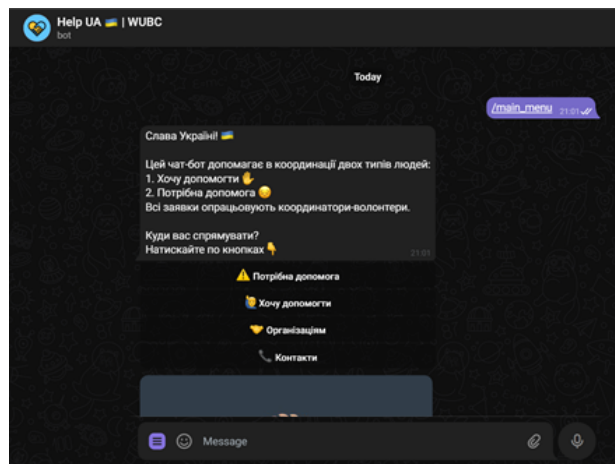 Help UA 🇺🇦 | WUBC
bot
Today
/main_menu 21:01
Слава Україні! 🇺🇦
Цей чат-бот допомагає в координації двох типів людей:
1. Хочу допомогти 🖐
2. Потрібна допомога 😔
Всі заявки опрацьовують координатори-волонтери.
Куди вас спрямувати?
Натискайте по кнопках 👇
21:01
⚠️ Потрібна допомога
🙋 Хочу допомогти
🤝 Організаціям
📞 Контакти
Message